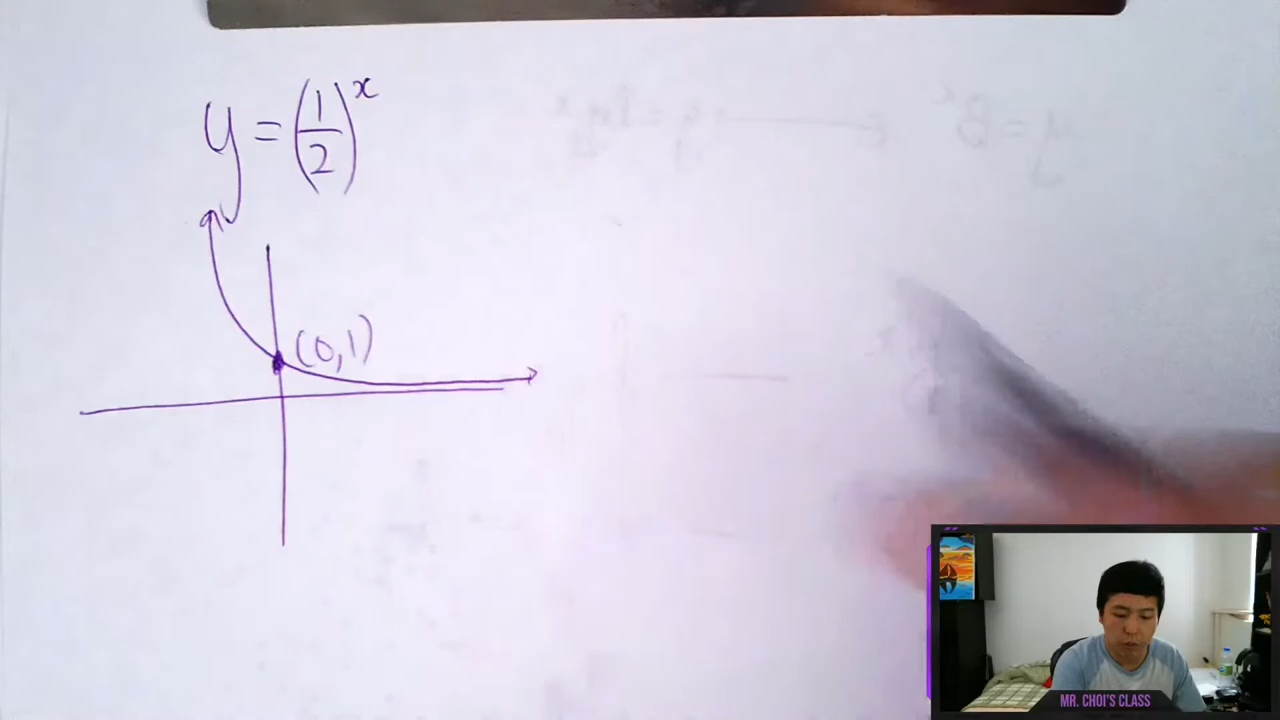 y = (1/2)^x
(0,1)
MR. CHOI'S CLASS